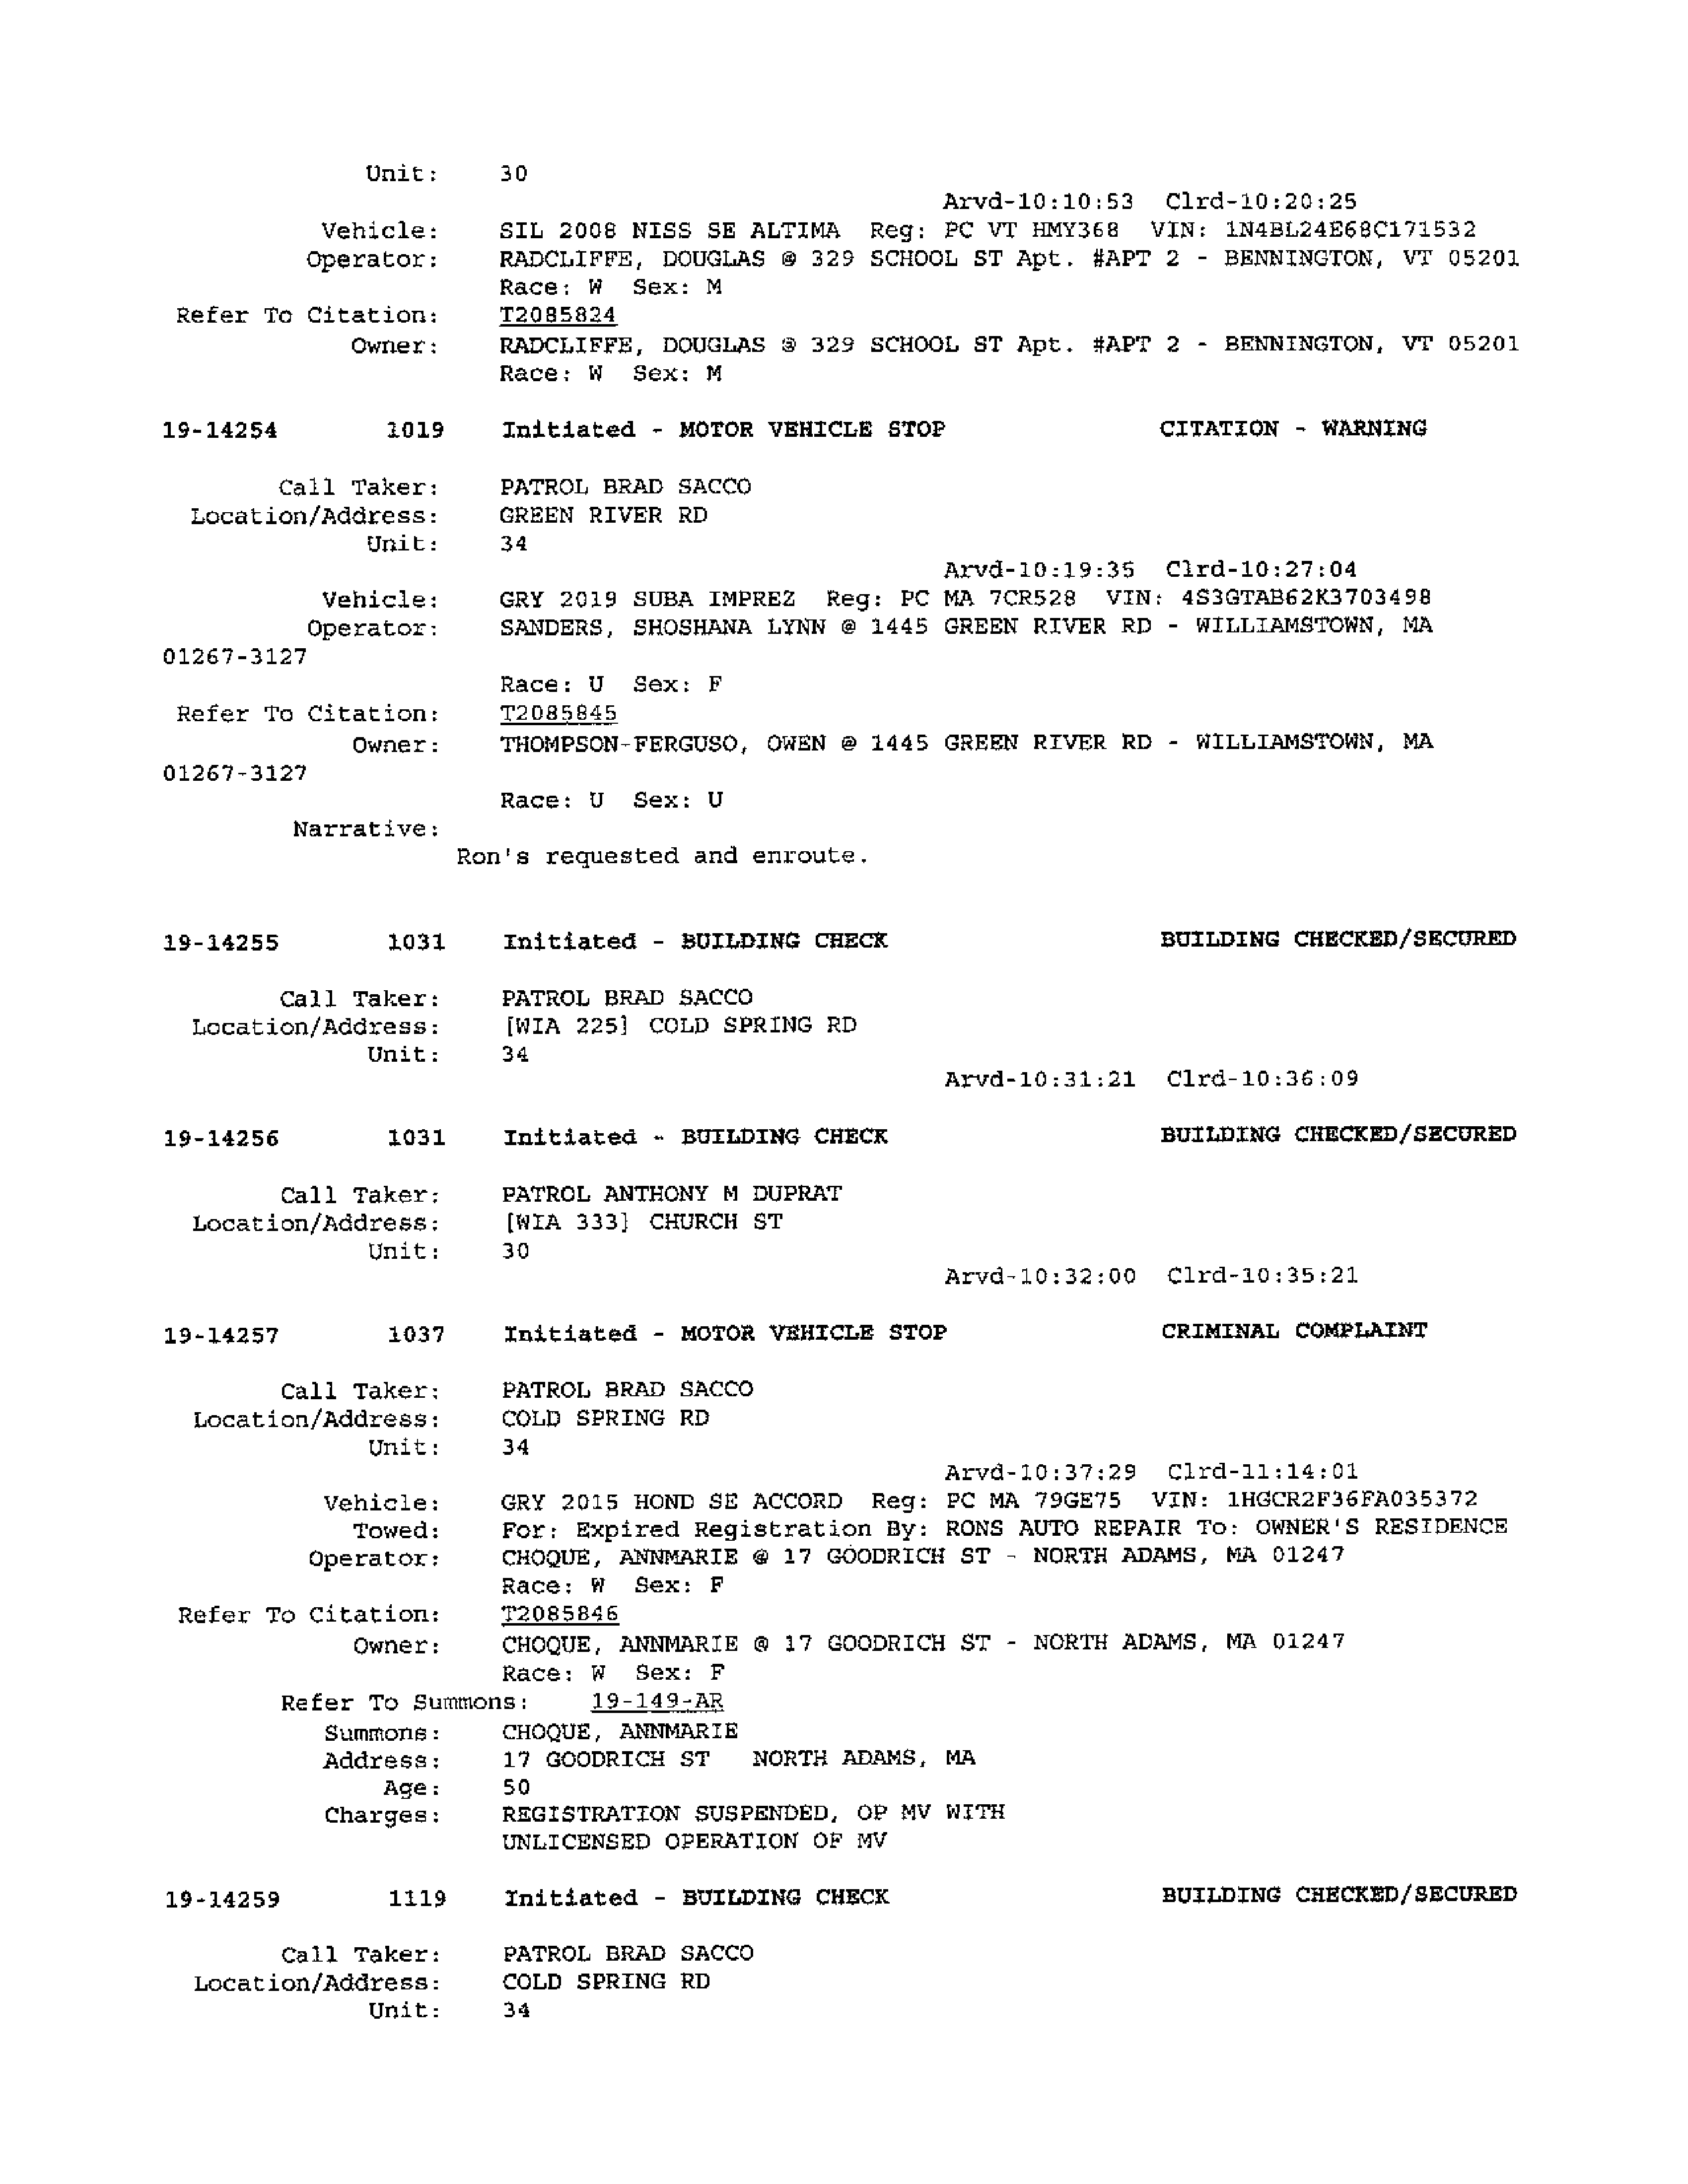 Unit: 30
Arvd-10:10:53 Clrd-10:20:25
Vehicle: SIL 2008 NISS SE ALTIMA Reg: PC VT HMY368 VIN: 1N4BL24E68C171532
Operator: RADCLIFFE, DOUGLAS @ 329 SCHOOL ST Apt. #APT 2 - BENNINGTON, VT 05201
Race: W Sex: M
Refer To Citation: T2085824
Owner: RADCLIFFE, DOUGLAS @ 329 SCHOOL ST Apt. #APT 2 - BENNINGTON, VT 05201
Race: W Sex: M
19-14254 1019 Initiated - MOTOR VEHICLE STOP CITATION - WARNING
Call Taker: PATROL BRAD SACCO
Location/Address: GREEN RIVER RD
Unit: 34
Arvd-10:19:35 Clrd-10:27:04
Vehicle: GRY 2019 SUBA IMPREZ Reg: PC MA 7CR528 VIN: 4S3GTAB62K3703498
Operator: SANDERS, SHOSHANA LYNN @ 1445 GREEN RIVER RD - WILLIAMSTOWN, MA
01267-3127
Race: U Sex: F
Refer To Citation: T2085845
Owner: THOMPSON-FERGUSO, OWEN @ 1445 GREEN RIVER RD - WILLIAMSTOWN, MA
01267-3127
Race: U Sex: U
Narrative:
Ron's requested and enroute.
19-14255 1031 Initiated - BUILDING CHECK BUILDING CHECKED/SECURED
Call Taker: PATROL BRAD SACCO
Location/Address: [WIA 225] COLD SPRING RD
Unit: 34
Arvd-10:31:21 Clrd-10:36:09
19-14256 1031 Initiated - BUILDING CHECK BUILDING CHECKED/SECURED
Call Taker: PATROL ANTHONY M DUPRAT
Location/Address: [WIA 333] CHURCH ST
Unit: 30
Arvd-10:32:00 Clrd-10:35:21
19-14257 1037 Initiated - MOTOR VEHICLE STOP CRIMINAL COMPLAINT
Call Taker: PATROL BRAD SACCO
Location/Address: COLD SPRING RD
Unit: 34
Arvd-10:37:29 Clrd-11:14:01
Vehicle: GRY 2015 HOND SE ACCORD Reg: PC MA 79GE75 VIN: 1HGCR2F36FA035372
Towed: For: Expired Registration By: RONS AUTO REPAIR To: OWNER'S RESIDENCE
Operator: CHOQUE, ANNMARIE @ 17 GOODRICH ST - NORTH ADAMS, MA 01247
Race: W Sex: F
Refer To Citation: T2085846
Owner: CHOQUE, ANNMARIE @ 17 GOODRICH ST - NORTH ADAMS, MA 01247
Race: W Sex: F
Refer To Summons: 19-149-AR
Summons: CHOQUE, ANNMARIE
Address: 17 GOODRICH ST NORTH ADAMS, MA
Age: 50
Charges: REGISTRATION SUSPENDED, OP MV WITH
UNLICENSED OPERATION OF MV
19-14259 1119 Initiated - BUILDING CHECK BUILDING CHECKED/SECURED
Call Taker: PATROL BRAD SACCO
Location/Address: COLD SPRING RD
Unit: 34